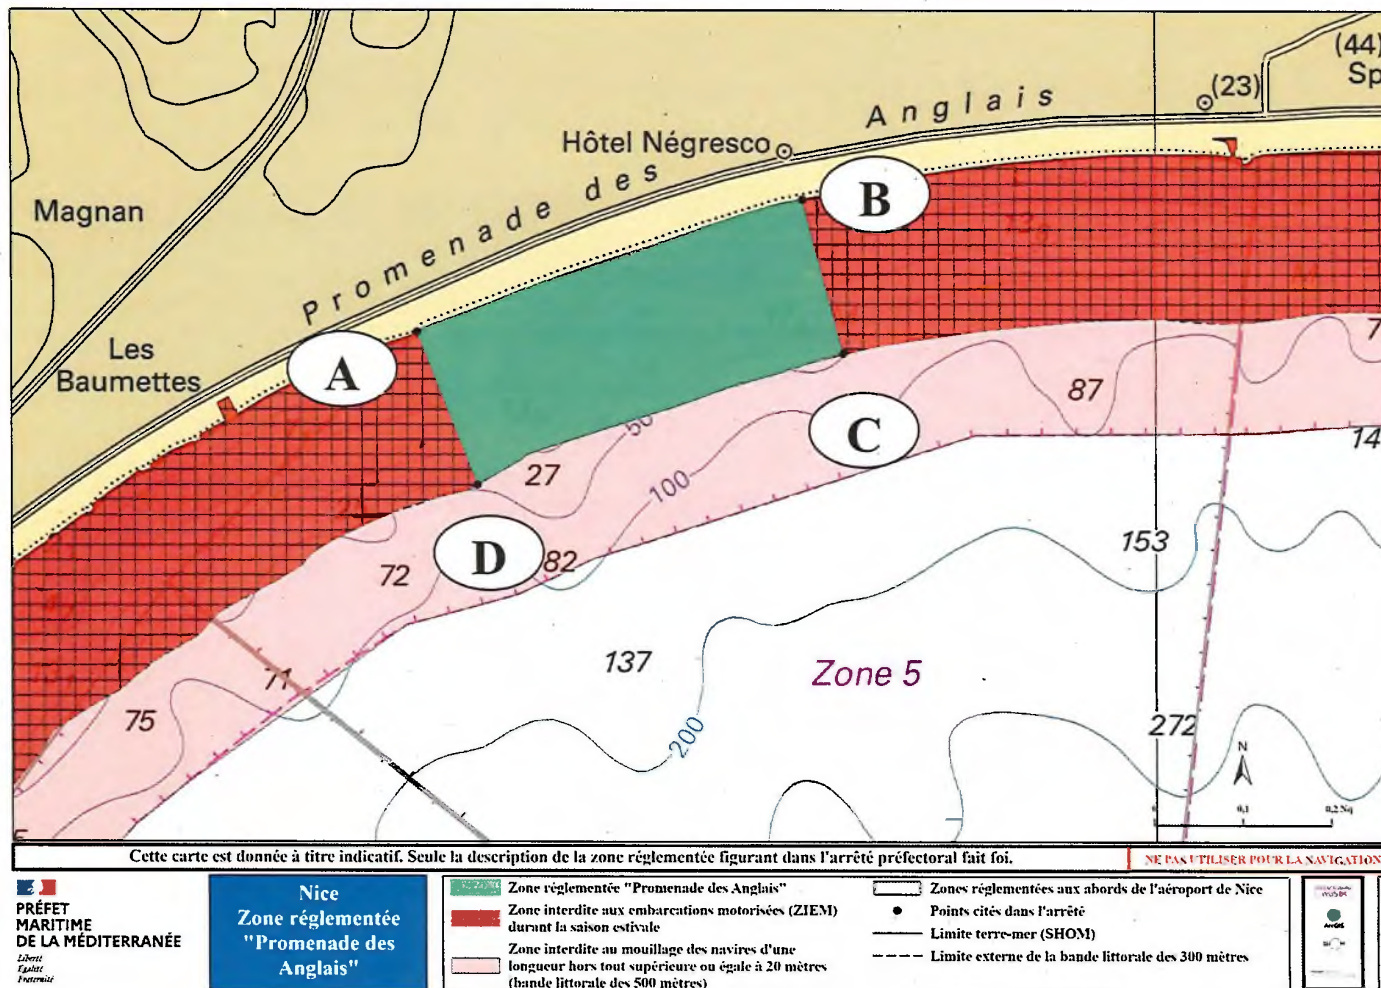 (44)
Sp
(23)
Promenade des Anglais
Hôtel Négresco
B
Magnan
Les
Baumettes
A
7
87
C
14
50
27
100
D
82
72
153
137
Zone 5
71
75
200
272
N
0
0,1
0,2 Nq
Cette carte est donnée à titre indicatif. Seule la description de la zone réglementée figurant dans l'arrêté préfectoral fait foi.
NE PAS UTILISER POUR LA NAVIGATION
PRÉFET
MARITIME
DE LA MÉDITERRANÉE
Liberté
Égalité
Fraternité
Nice
Zone réglementée
"Promenade des
Anglais"
Zone réglementée "Promenade des Anglais"
Zone interdite aux embarcations motorisées (ZIEM)
durant la saison estivale
Zone interdite au mouillage des navires d'une
longueur hors tout supérieure ou égale à 20 mètres
(bande littorale des 500 mètres)
Zones réglementées aux abords de l'aéroport de Nice
Points cités dans l'arrêté
Limite terre-mer (SHOM)
Limite externe de la bande littorale des 300 mètres